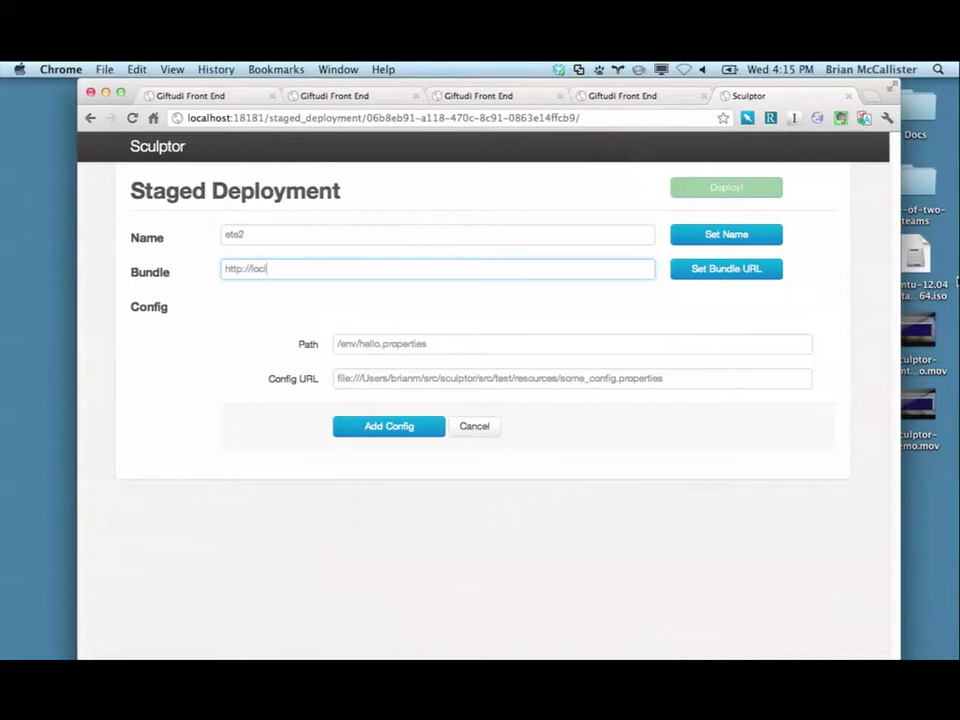 Chrome File Edit View History Bookmarks Window Help Wed 4:15 PM Brian McCallister
Giftudi Front End Giftudi Front End Giftudi Front End Giftudi Front End Sculptor
localhost:18181/staged_deployment/06b8eb91-a118-470c-8c91-0863e14ffcb9/
Docs
Sculptor
Staged Deployment
Deploy!
-of-two-
teams
Name ete2 Set Name
Bundle http://locl Set Bundle URL
untu-12.04
64.iso
Config
Path /env/hello.properties
culptor-
nt...o.mov
Config URL file:///Users/brianm/src/sculptor/src/test/resources/some_config.properties
Add Config Cancel
culptor-
mo.mov